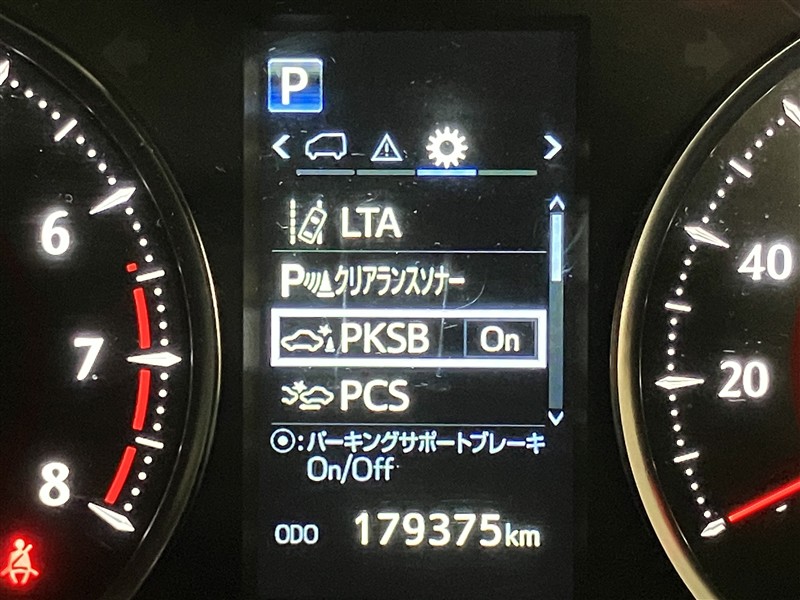 P
LTA
Pクリアランスソナー
PKSB On
PCS
⦿:パーキングサポートブレーキ
On/Off
ODO 179375km
6
7
8
40
20